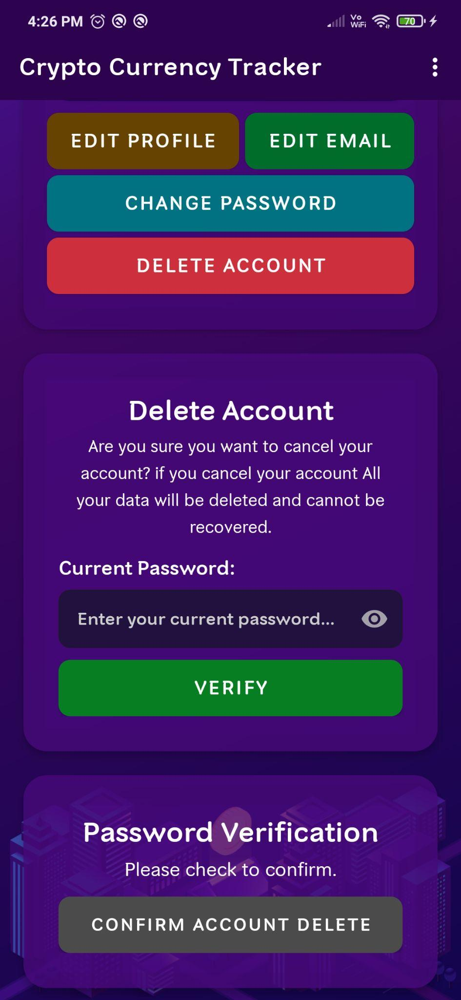 4:26 PM
Vo
WiFi
70
Crypto Currency Tracker
EDIT PROFILE
EDIT EMAIL
CHANGE PASSWORD
DELETE ACCOUNT
Delete Account
Are you sure you want to cancel your
account? if you cancel your account All
your data will be deleted and cannot be
recovered.
Current Password:
Enter your current password...
VERIFY
Password Verification
Please check to confirm.
CONFIRM ACCOUNT DELETE